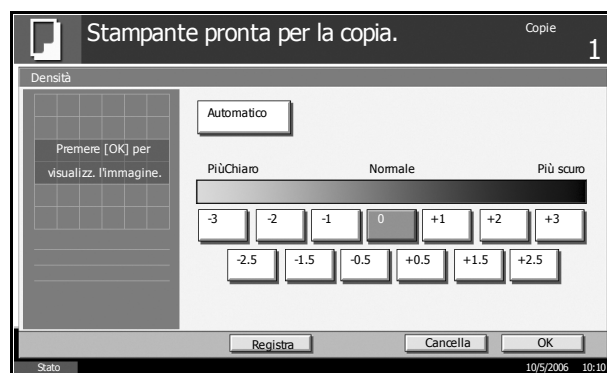 Stampante pronta per la copia.
Copie
1
Densità
Premere [OK] per
visualizz. l'immagine.
Automatico
PiùChiaro Normale Più scuro
-3 -2 -1 0 +1 +2 +3
-2.5 -1.5 -0.5 +0.5 +1.5 +2.5
Registra Cancella OK
Stato 10/5/2006 10:10